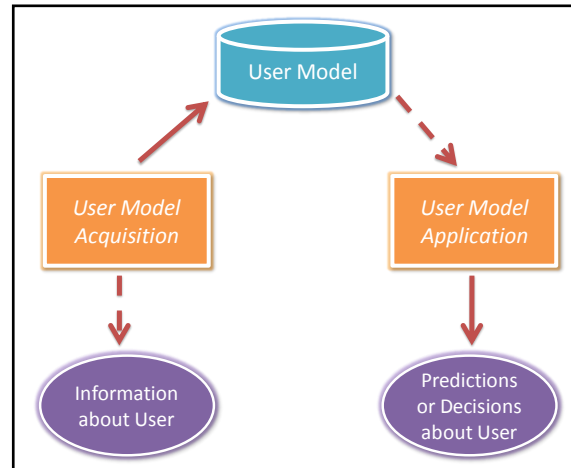 User Model
User Model
Acquisition
User Model
Application
Information
about User
Predictions
or Decisions
about User